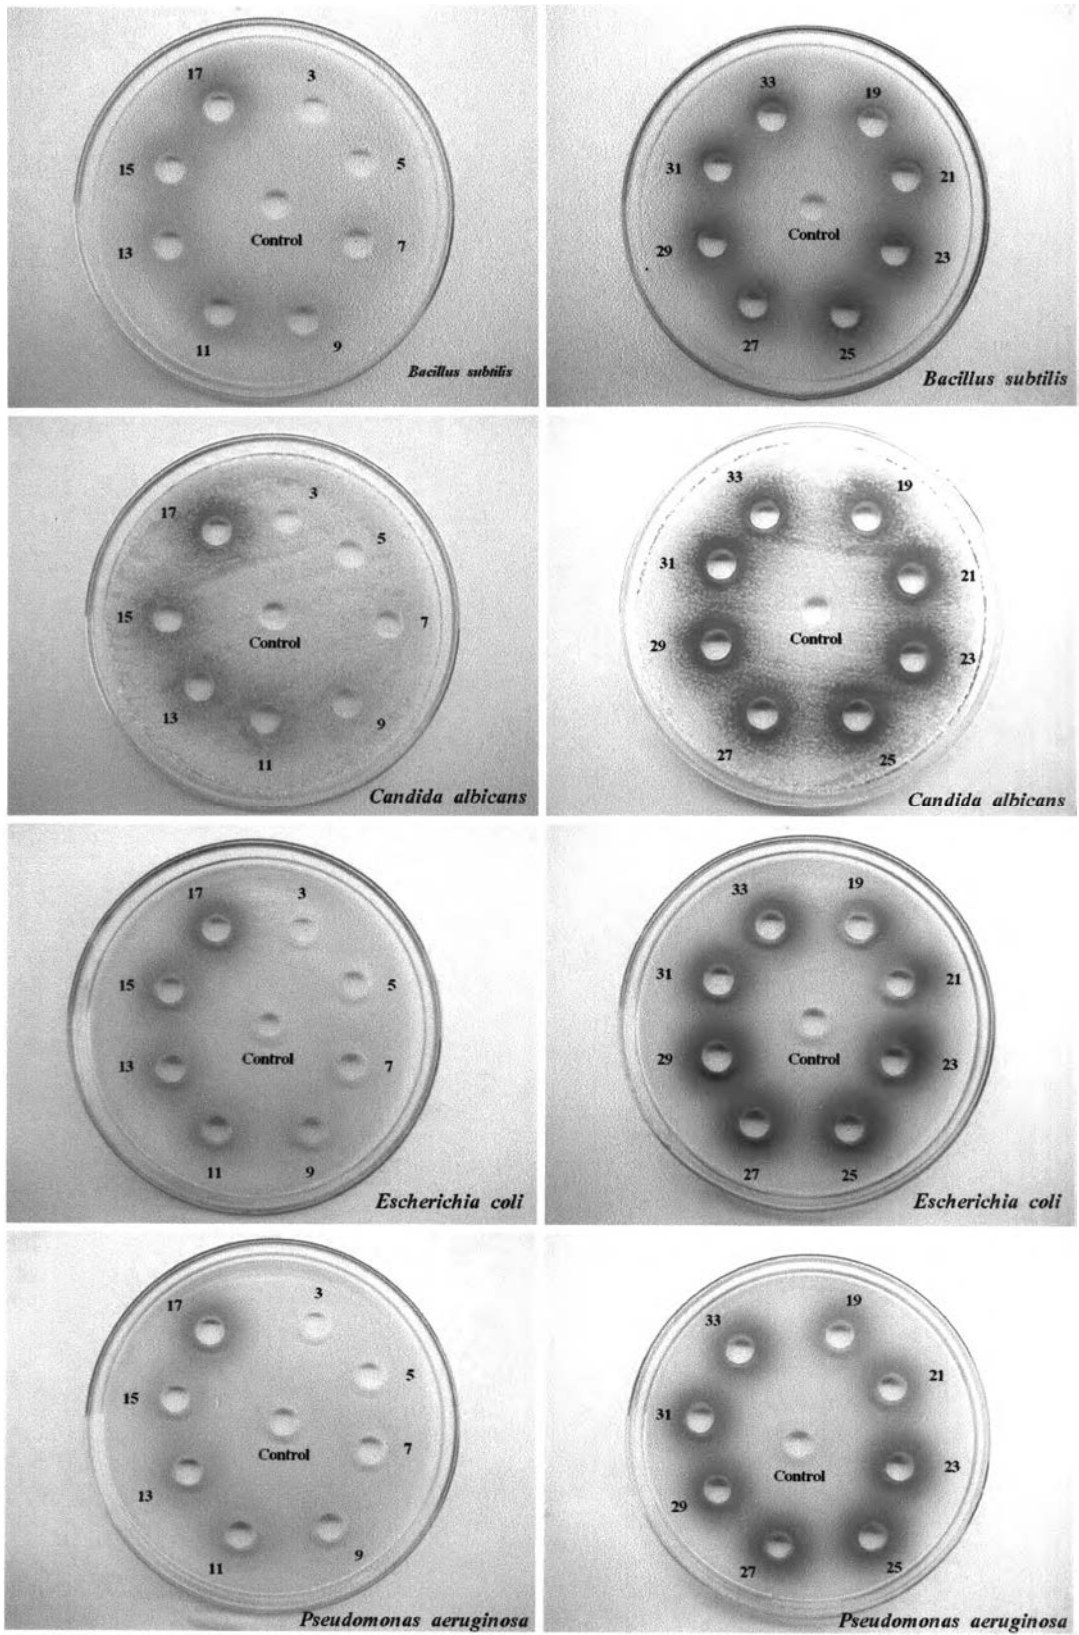 17 3
15 5
Control
13 7
11 9
Bacillus subtilis
33 19
31 21
Control
29 23
27 25
Bacillus subtilis
3
17
5
15 7
Control
13 9
11
Candida albicans
33 19
31 21
Control
29 23
27 25
Candida albicans
17 3
15 5
Control
13 7
11 9
Escherichia coli
33 19
31 21
Control
29 23
27 25
Escherichia coli
17 3
15 5
Control
7
13
11 9
Pseudomonas aeruginosa
33 19
21
31
Control
23
29
27 25
Pseudomonas aeruginosa